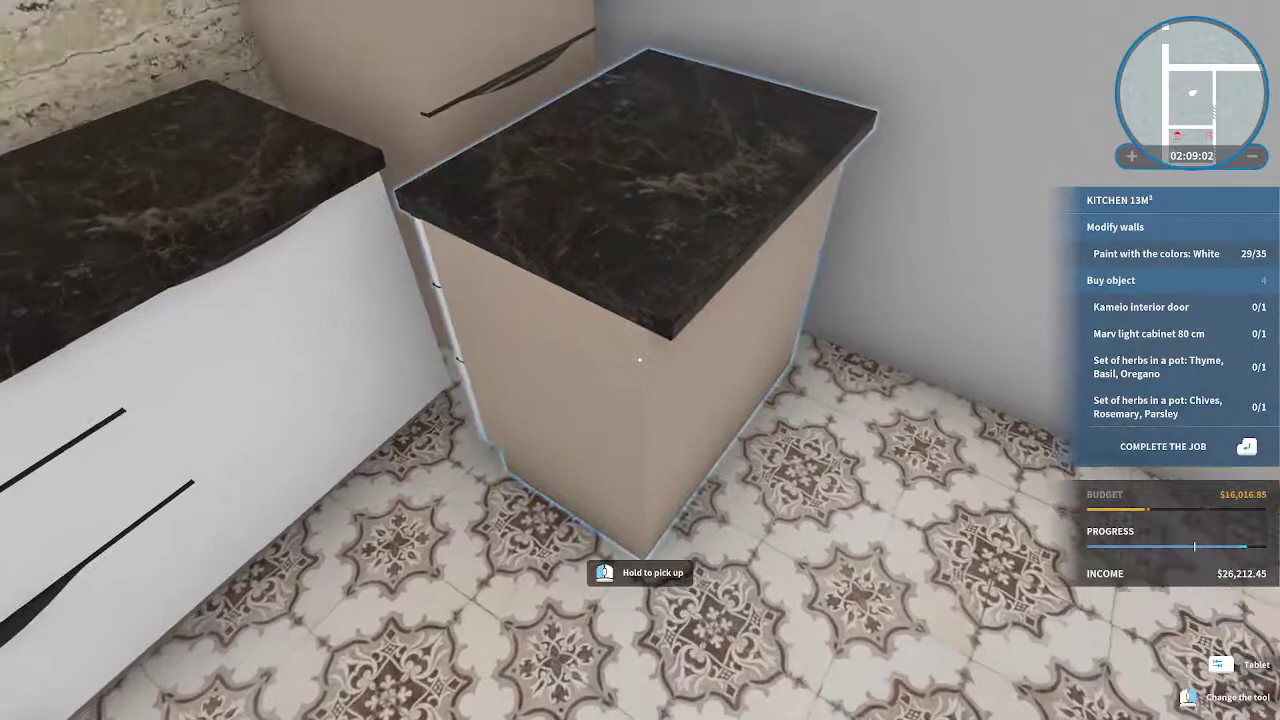 02:09:02
KITCHEN 13M²
Modify walls
Paint with the colors: White 29/35
Buy object 4
Kameio interior door 0/1
Marv light cabinet 80 cm 0/1
Set of herbs in a pot: Thyme,
Basil, Oregano 0/1
Set of herbs in a pot: Chives,
Rosemary, Parsley 0/1
COMPLETE THE JOB
BUDGET $16,016.85
PROGRESS
INCOME $26,212.45
Hold to pick up
Tablet
Change the tool